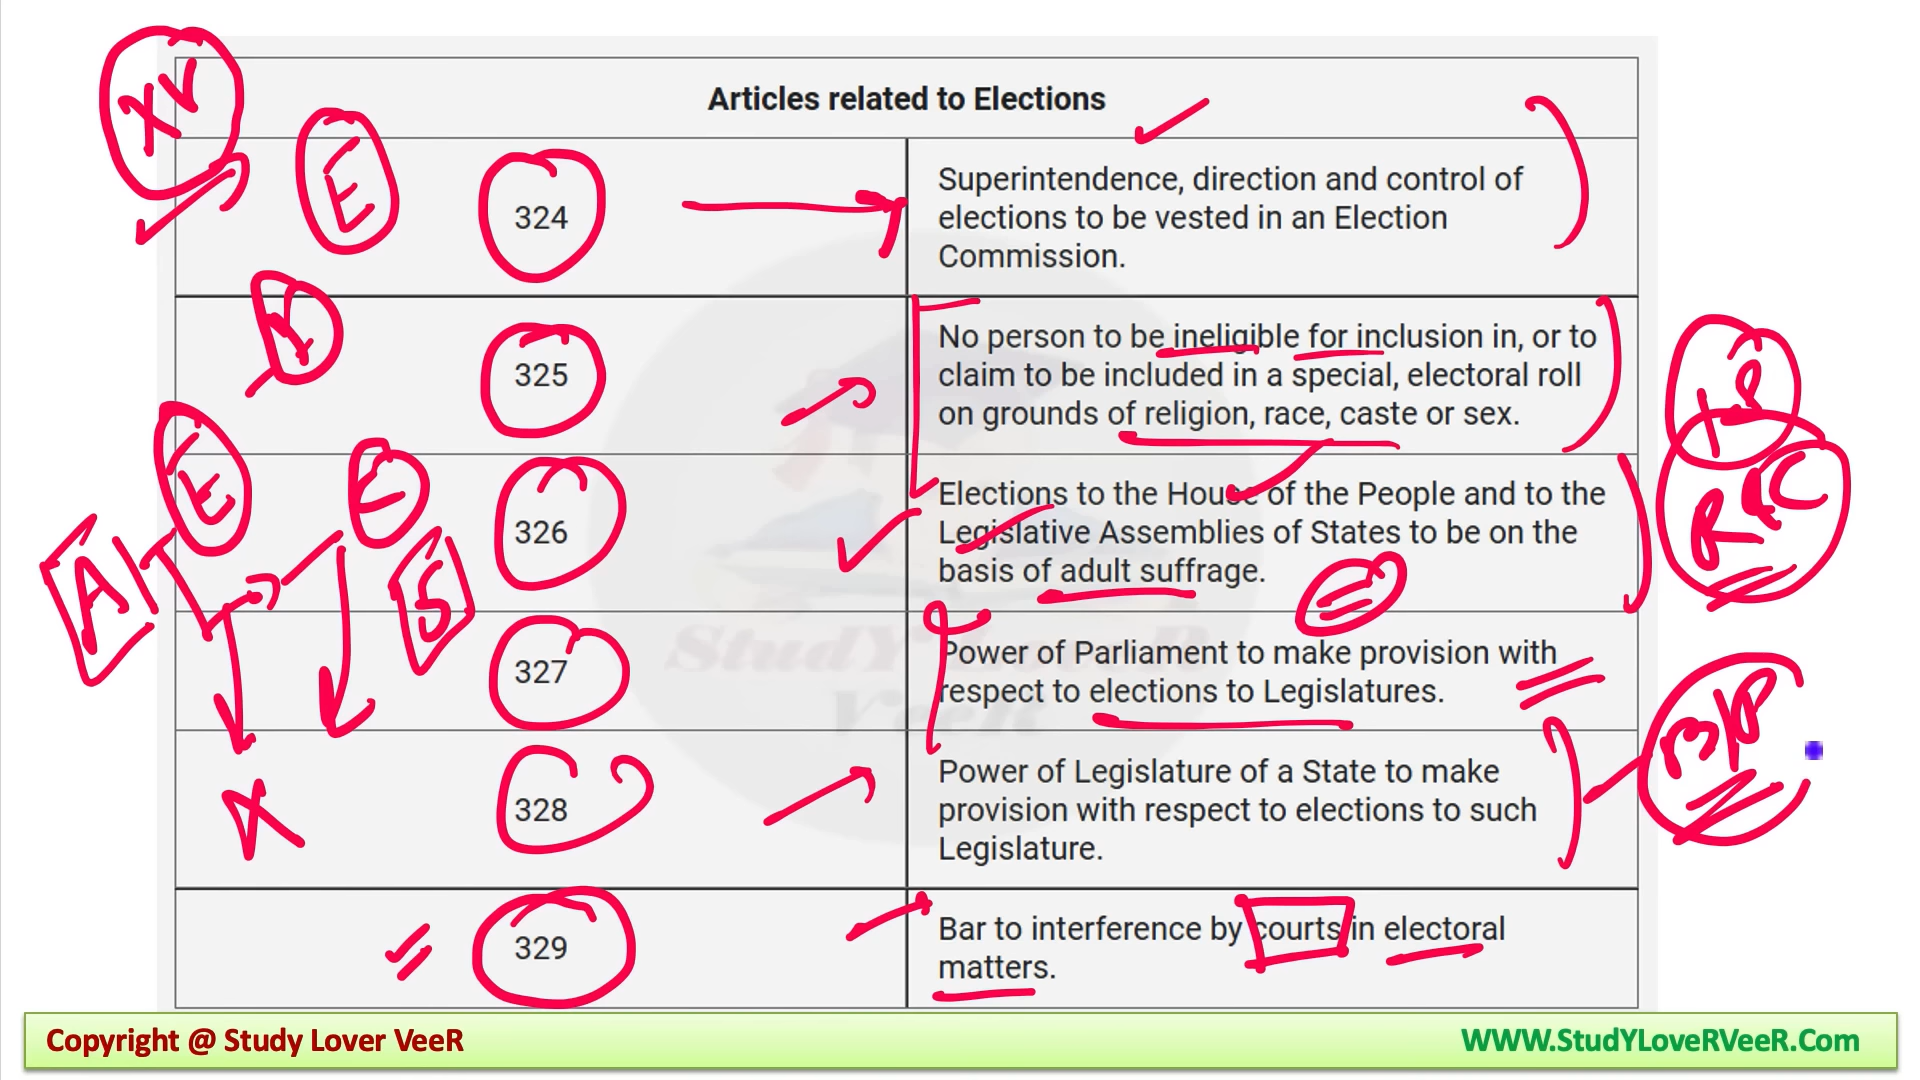 XV
Articles related to Elections
E
324
Superintendence, direction and control of
elections to be vested in an Election
Commission.
325
No person to be ineligible for inclusion in, or to
claim to be included in a special, electoral roll
on grounds of religion, race, caste or sex.
18
E
E
326
Elections to the House of the People and to the
Legislative Assemblies of States to be on the
basis of adult suffrage.
A
S
327
Power of Parliament to make provision with
respect to elections to Legislatures.
StudY LoveR
VeeR
328
Power of Legislature of a State to make
provision with respect to elections to such
Legislature.
329
Bar to interference by courts in electoral
matters.
Copyright @ Study Lover VeeR
WWW.StudYLoveRVeeR.Com